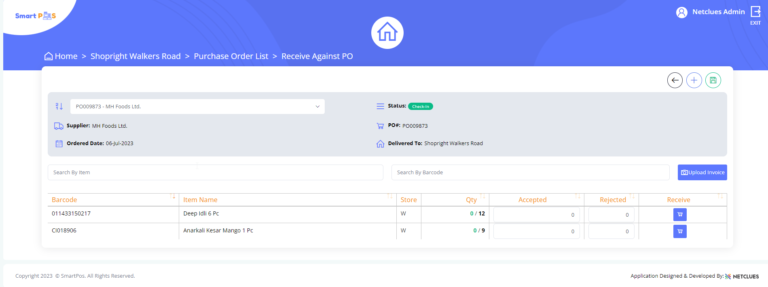 Smart POS
Netclues Admin
EXIT
Home > Shopright Walkers Road > Purchase Order List > Receive Against PO
PO009873 - MH Foods Ltd.
Status: Check-In
Supplier: MH Foods Ltd.
PO#: PO009873
Ordered Date: 06-Jul-2023
Delivered To: Shopright Walkers Road
Search By Item
Search By Barcode
Upload Invoice
Barcode Item Name Store Qty Accepted Rejected Receive
011433150217 Deep Idli 6 Pc W 0 / 12 0 0
CI018906 Anarkali Kesar Mango 1 Pc W 0 / 9 0 0
Copyright 2023 © SmartPos. All Rights Reserved.
Application Designed & Developed By: NETCLUES